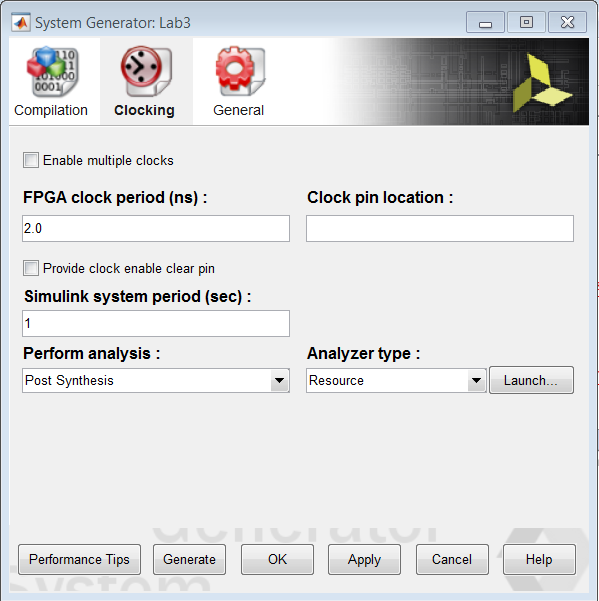 System Generator: Lab3
Compilation Clocking General
Enable multiple clocks
FPGA clock period (ns) : Clock pin location :
2.0
Provide clock enable clear pin
Simulink system period (sec) :
1
Perform analysis : Analyzer type :
Post Synthesis Resource Launch...
Generator
Performance Tips Generate OK Apply Cancel Help
System